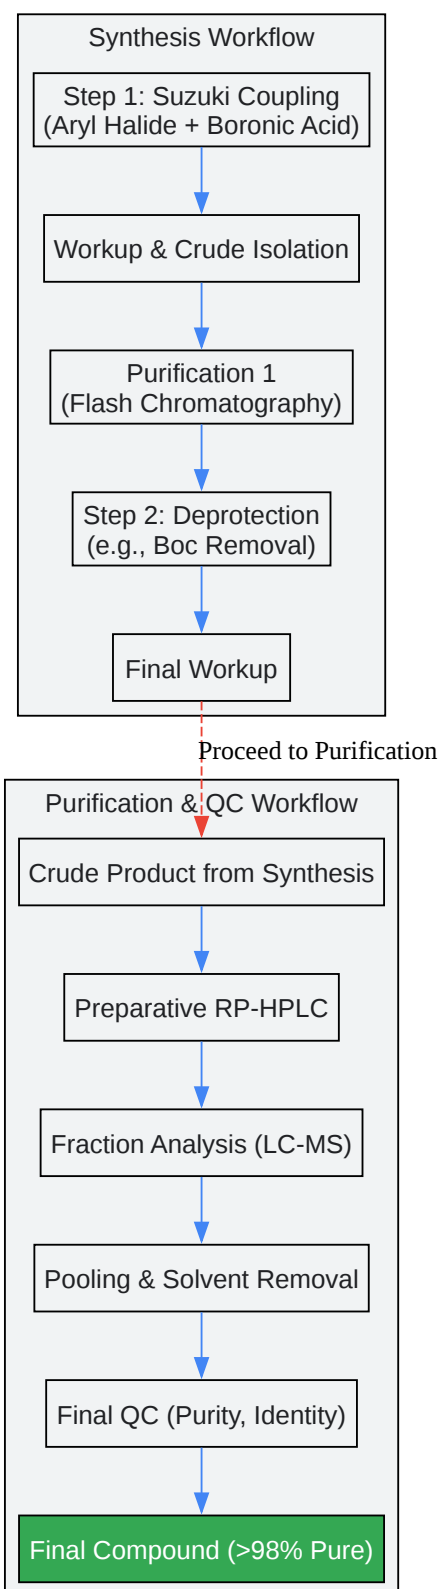 Synthesis Workflow
Step 1: Suzuki Coupling
(Aryl Halide + Boronic Acid)
Workup & Crude Isolation
Purification 1
(Flash Chromatography)
Step 2: Deprotection
(e.g., Boc Removal)
Final Workup
Proceed to Purification
Purification & QC Workflow
Crude Product from Synthesis
Preparative RP-HPLC
Fraction Analysis (LC-MS)
Pooling & Solvent Removal
Final QC (Purity, Identity)
Final Compound (>98% Pure)